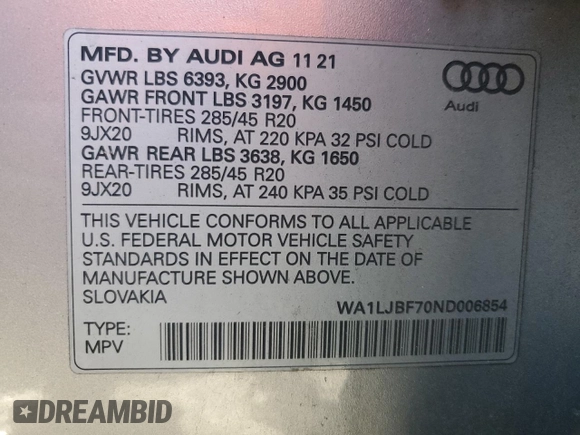 MFD. BY AUDI AG 11 21
GVWR LBS 6393, KG 2900
GAWR FRONT LBS 3197, KG 1450
FRONT-TIRES 285/45 R20
9JX20 RIMS, AT 220 KPA 32 PSI COLD
GAWR REAR LBS 3638, KG 1650
REAR-TIRES 285/45 R20
9JX20 RIMS, AT 240 KPA 35 PSI COLD
Audi
THIS VEHICLE CONFORMS TO ALL APPLICABLE
U.S. FEDERAL MOTOR VEHICLE SAFETY
STANDARDS IN EFFECT ON THE DATE OF
MANUFACTURE SHOWN ABOVE.
SLOVAKIA
WA1LJBF70ND006854
TYPE:
MPV
DREAMBID